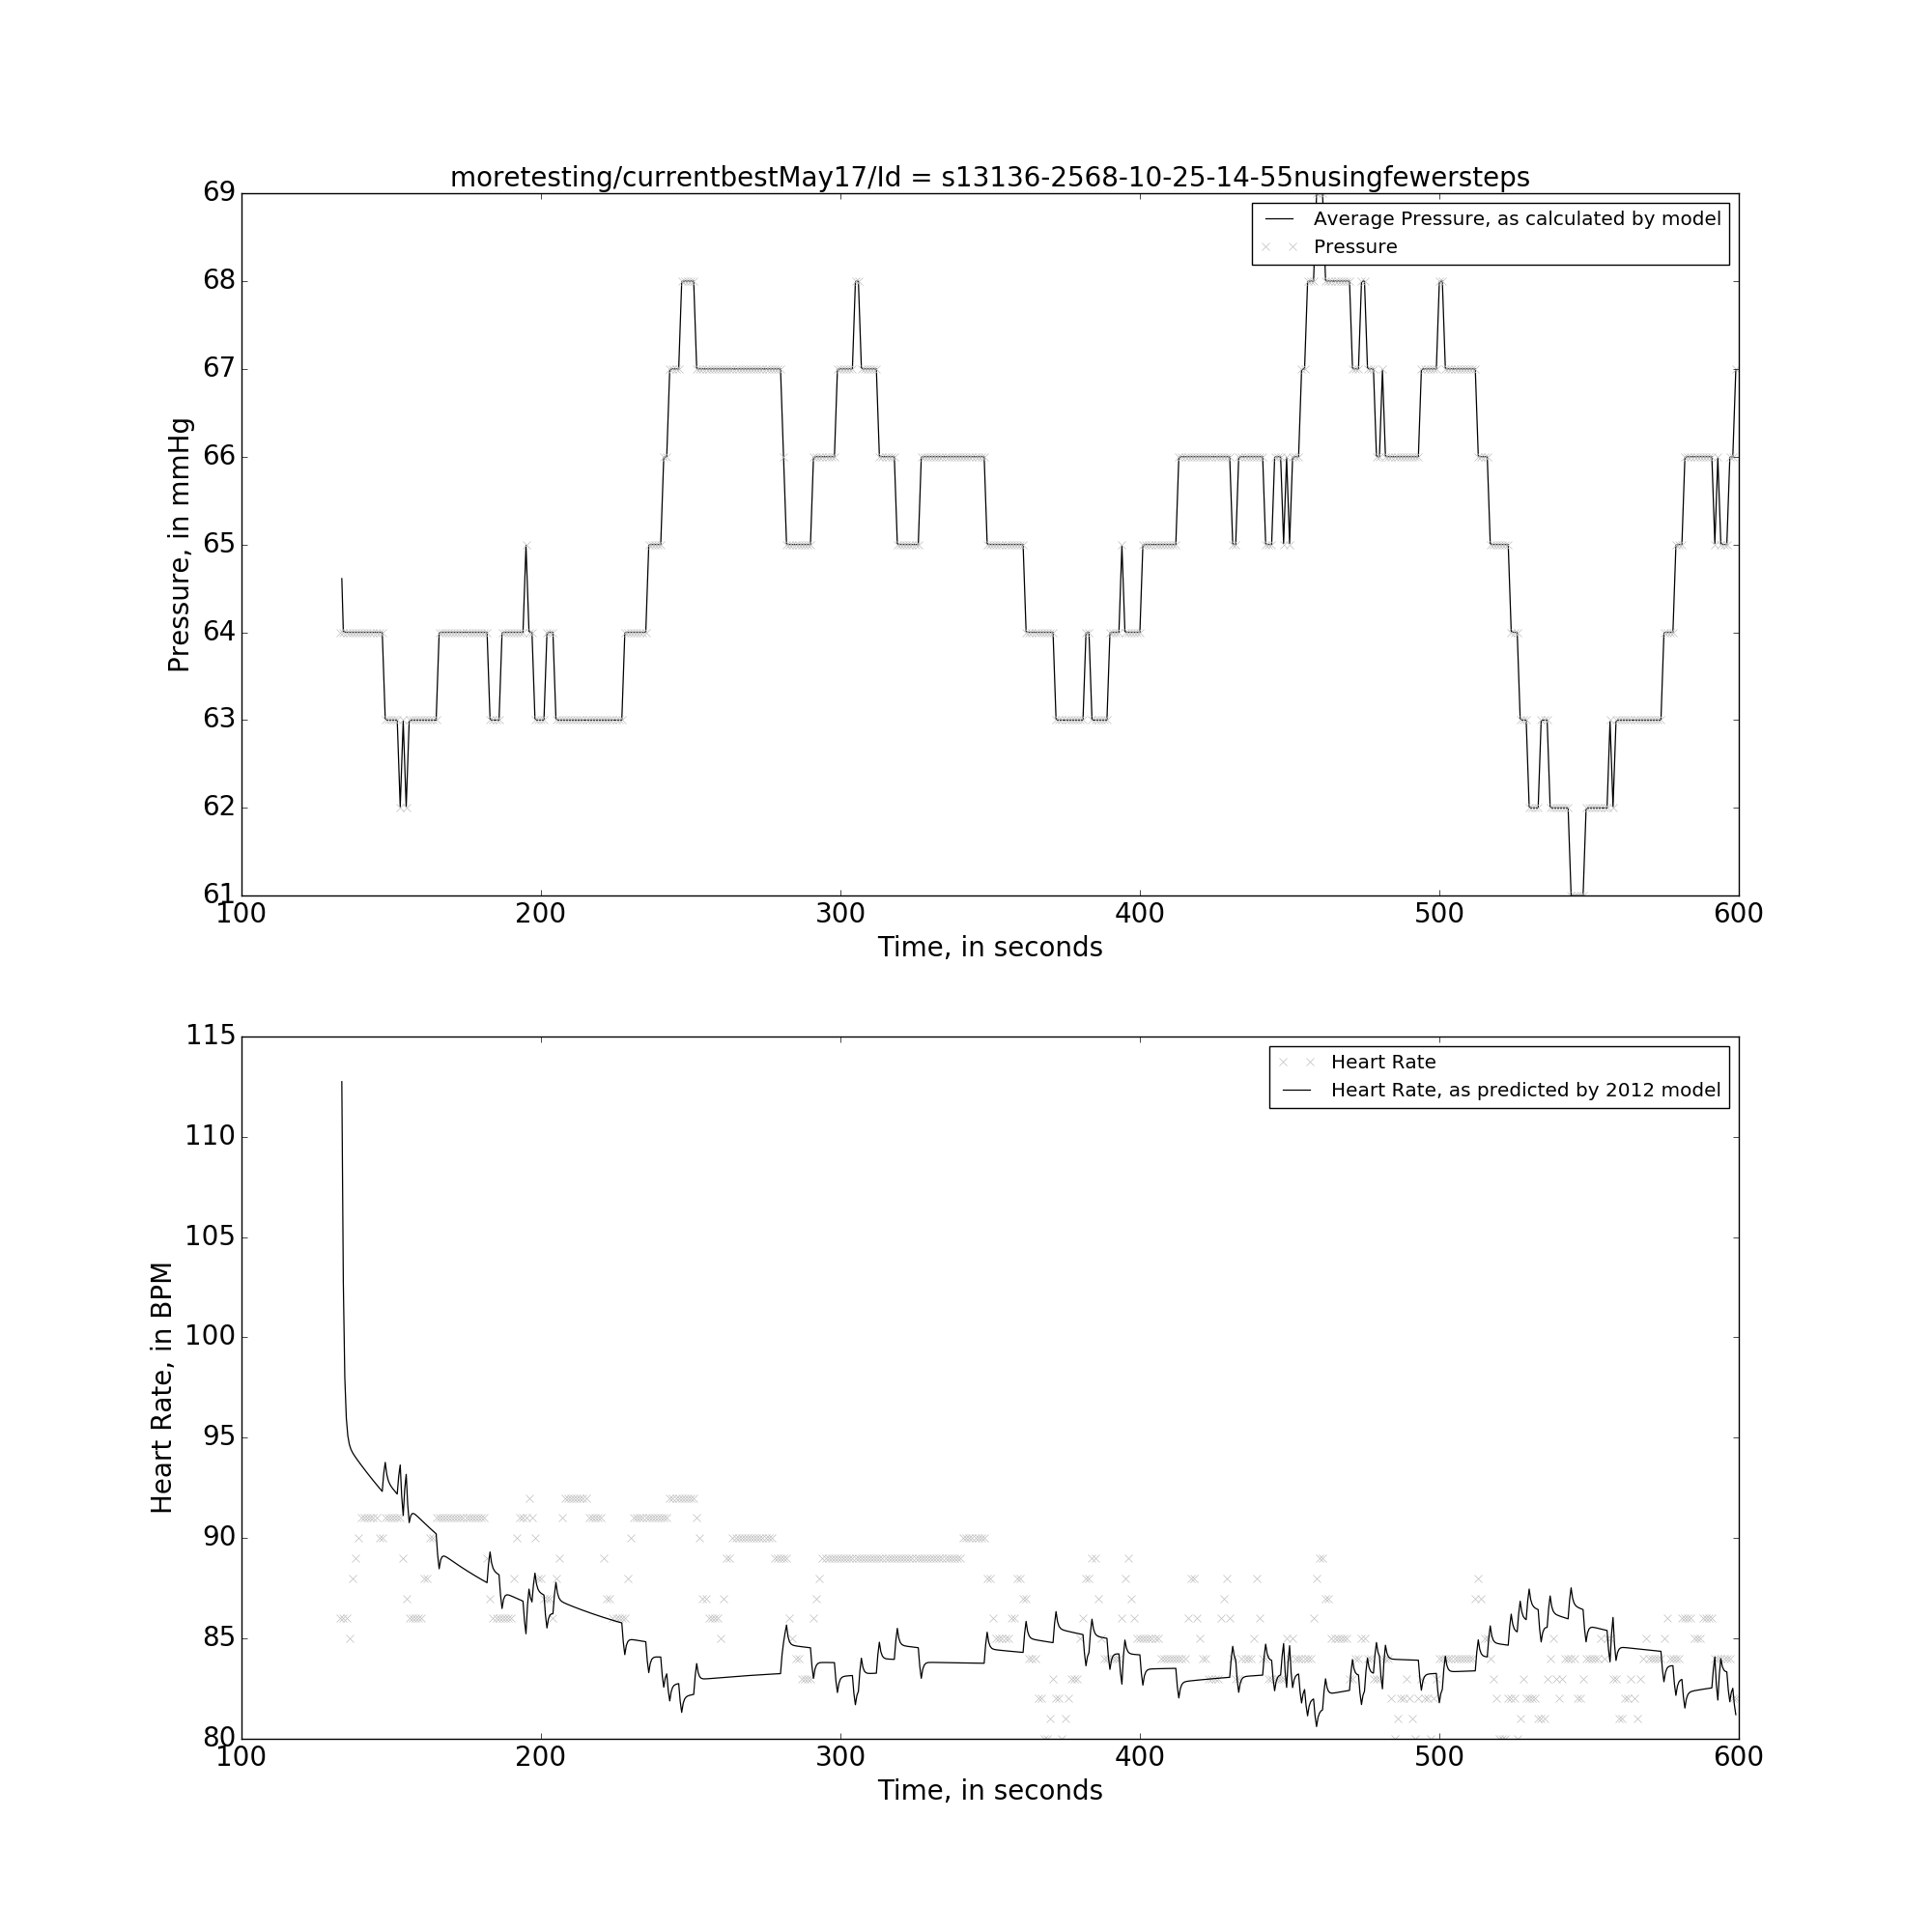 moretesting/currentbestMay17/Id = s13136-2568-10-25-14-55nusingfewersteps
69
68
67
66
65
64
63
62
61
Pressure, in mmHg
Average Pressure, as calculated by model
Pressure
100 200 300 400 500 600
Time, in seconds
115
110
105
100
95
90
85
80
Heart Rate, in BPM
Heart Rate
Heart Rate, as predicted by 2012 model
100 200 300 400 500 600
Time, in seconds